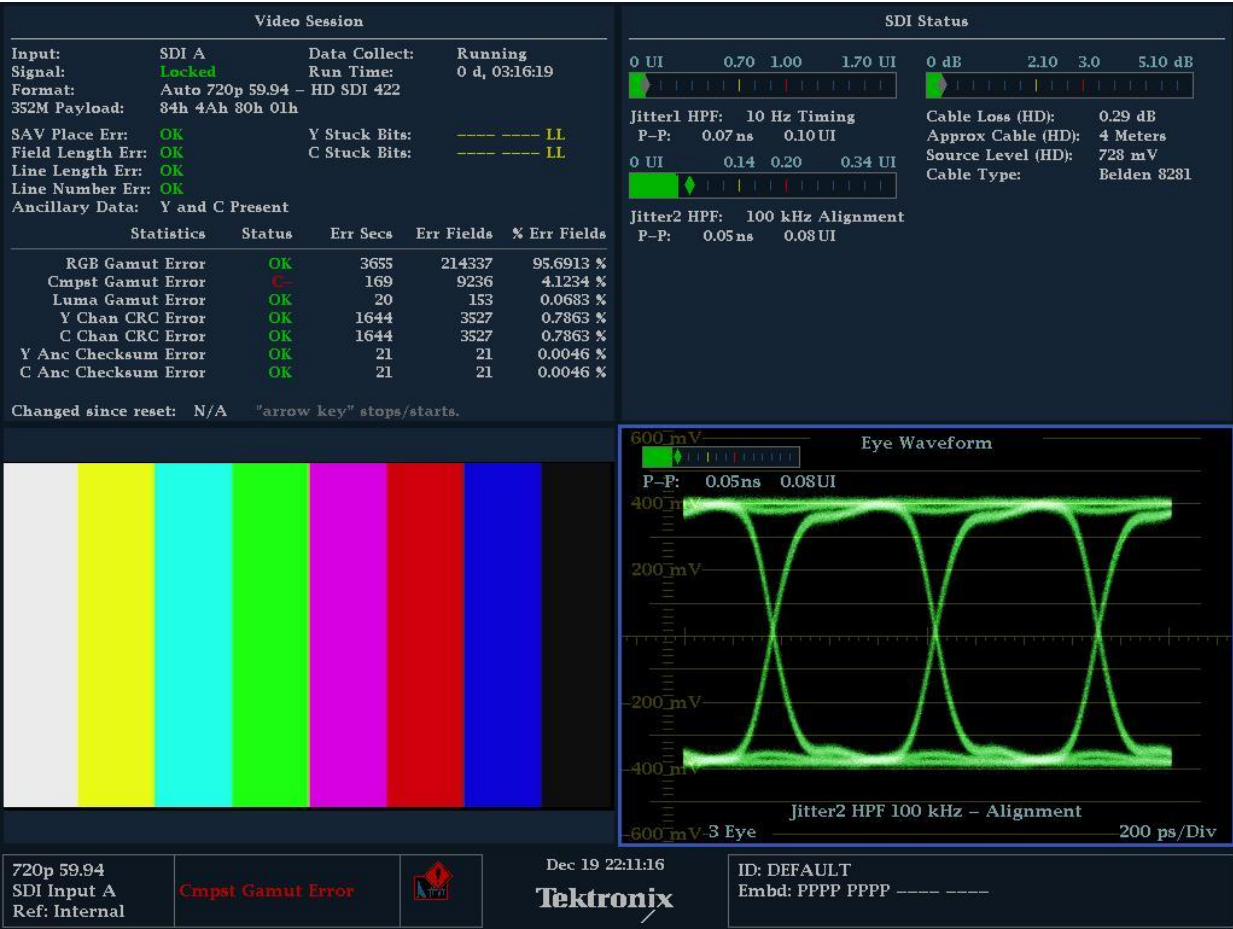 Video Session
Input: SDI A Data Collect: Running
Signal: Locked Run Time: 0 d, 03:16:19
Format: Auto 720p 59.94 – HD SDI 422
352M Payload: 84h 4Ah 80h 01h
SAV Place Err: OK Y Stuck Bits: –––– –––– LL
Field Length Err: OK C Stuck Bits: –––– –––– LL
Line Length Err: OK
Line Number Err: OK
Ancillary Data: Y and C Present
Statistics Status Err Secs Err Fields % Err Fields
RGB Gamut Error OK 3655 214337 95.6913 %
Cmpst Gamut Error C– 169 9236 4.1234 %
Luma Gamut Error OK 20 153 0.0683 %
Y Chan CRC Error OK 1644 3527 0.7863 %
C Chan CRC Error OK 1644 3527 0.7863 %
Y Anc Checksum Error OK 21 21 0.0046 %
C Anc Checksum Error OK 21 21 0.0046 %
Changed since reset: N/A "arrow key" stops/starts.
SDI Status
0 UI 0.70 1.00 1.70 UI
Jitter1 HPF: 10 Hz Timing
P–P: 0.07 ns 0.10 UI
0 UI 0.14 0.20 0.34 UI
Jitter2 HPF: 100 kHz Alignment
P–P: 0.05 ns 0.08 UI
0 dB 2.10 3.0 5.10 dB
Cable Loss (HD): 0.29 dB
Approx Cable (HD): 4 Meters
Source Level (HD): 728 mV
Cable Type: Belden 8281
600 mV
Eye Waveform
P–P: 0.05ns 0.08UI
400 mV
200 mV
–200 mV
–400 mV
Jitter2 HPF 100 kHz – Alignment
–600 mV 3 Eye 200 ps/Div
720p 59.94
SDI Input A
Ref: Internal
Cmpst Gamut Error
Dec 19 22:11:16
Tektronix
ID: DEFAULT
Embd: PPPP PPPP –––– ––––